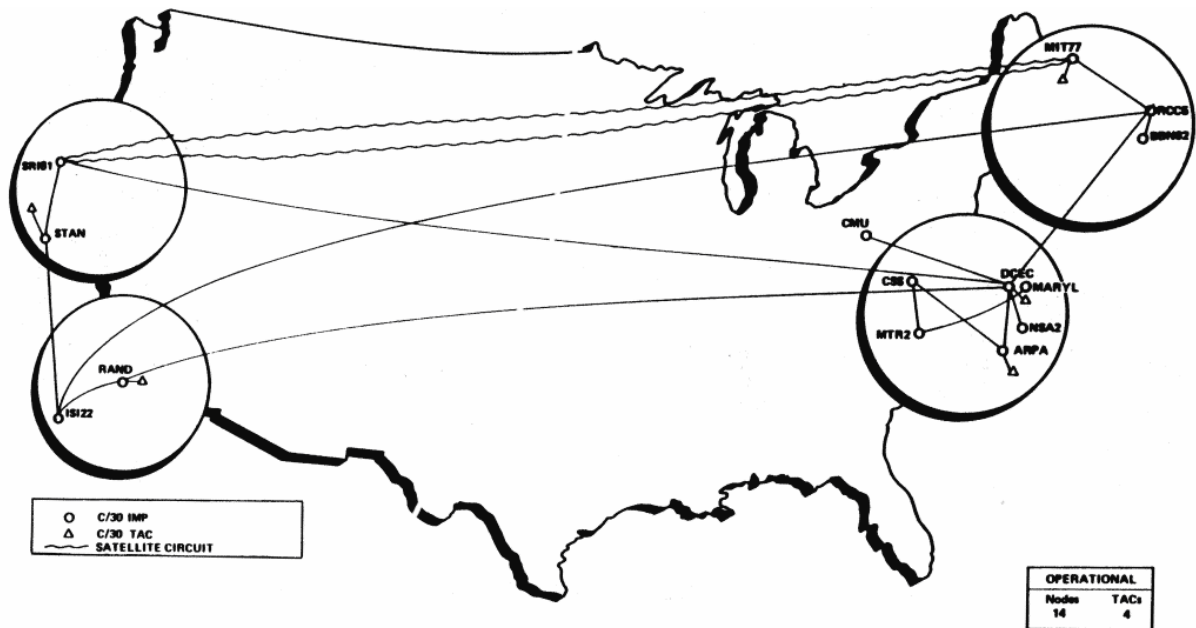 MIT77
RCC5
BBN82
SRI51
STAN
CMU
DCEC
CSS
MARYL
NSA2
MTR2
ARPA
RAND
ISI22
C/30 IMP
C/30 TAC
SATELLITE CIRCUIT
OPERATIONAL
Nodes TACs
14 4